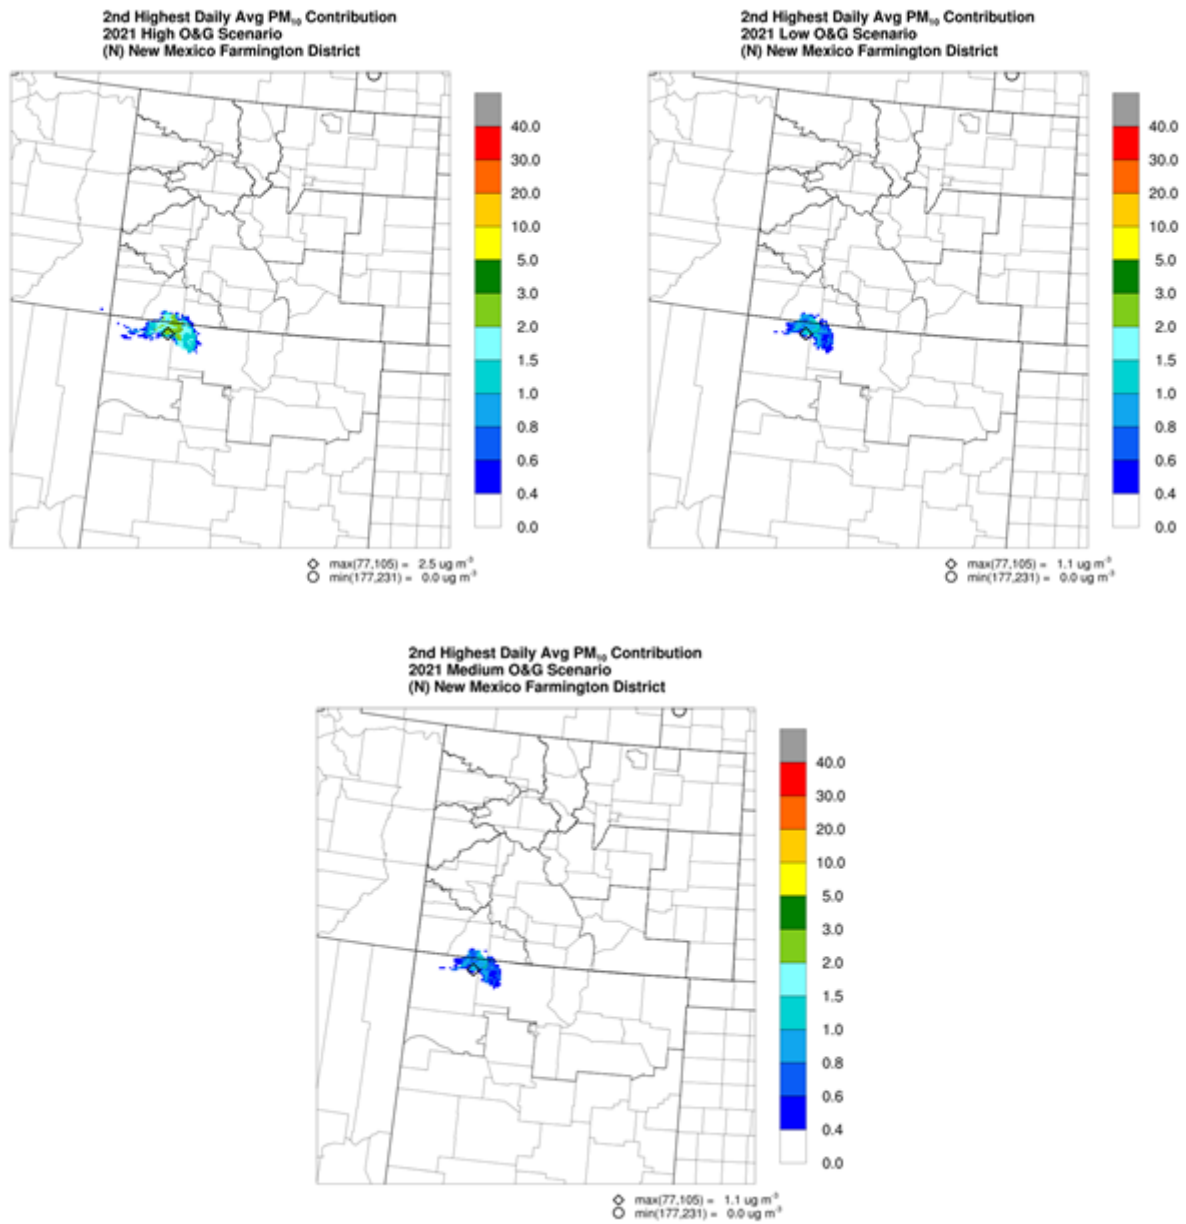 2nd Highest Daily Avg PM₁₀ Contribution
2021 High O&G Scenario
(N) New Mexico Farmington District
40.0
30.0
20.0
10.0
5.0
3.0
2.0
1.5
1.0
0.8
0.6
0.4
0.0
max(77,105) = 2.5 ug m⁻³
min(177,231) = 0.0 ug m⁻³
2nd Highest Daily Avg PM₁₀ Contribution
2021 Low O&G Scenario
(N) New Mexico Farmington District
40.0
30.0
20.0
10.0
5.0
3.0
2.0
1.5
1.0
0.8
0.6
0.4
0.0
max(77,105) = 1.1 ug m⁻³
min(177,231) = 0.0 ug m⁻³
2nd Highest Daily Avg PM₁₀ Contribution
2021 Medium O&G Scenario
(N) New Mexico Farmington District
40.0
30.0
20.0
10.0
5.0
3.0
2.0
1.5
1.0
0.8
0.6
0.4
0.0
max(77,105) = 1.1 ug m⁻³
min(177,231) = 0.0 ug m⁻³